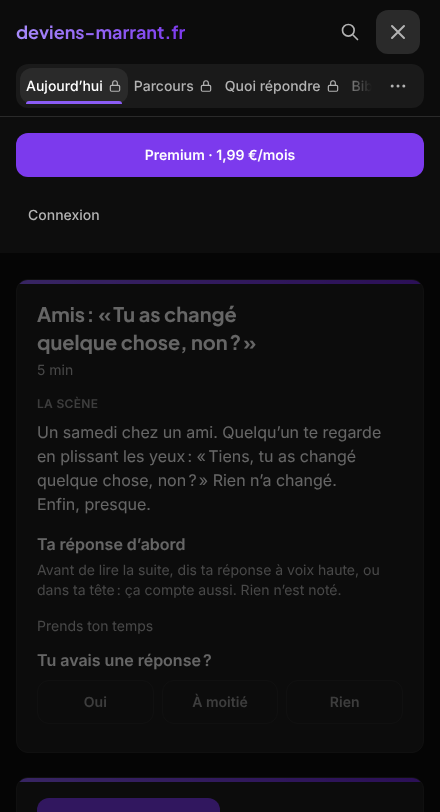 deviens-marrant.fr
Aujourd’hui
Parcours
Quoi répondre
Bib
Premium · 1,99 €/mois
Connexion
Amis : « Tu as changé
quelque chose, non ? »
5 min
LA SCÈNE
Un samedi chez un ami. Quelqu’un te regarde
en plissant les yeux : « Tiens, tu as changé
quelque chose, non ? » Rien n’a changé.
Enfin, presque.
Ta réponse d’abord
Avant de lire la suite, dis ta réponse à voix haute, ou
dans ta tête : ça compte aussi. Rien n’est noté.
Prends ton temps
Tu avais une réponse ?
Oui
À moitié
Rien